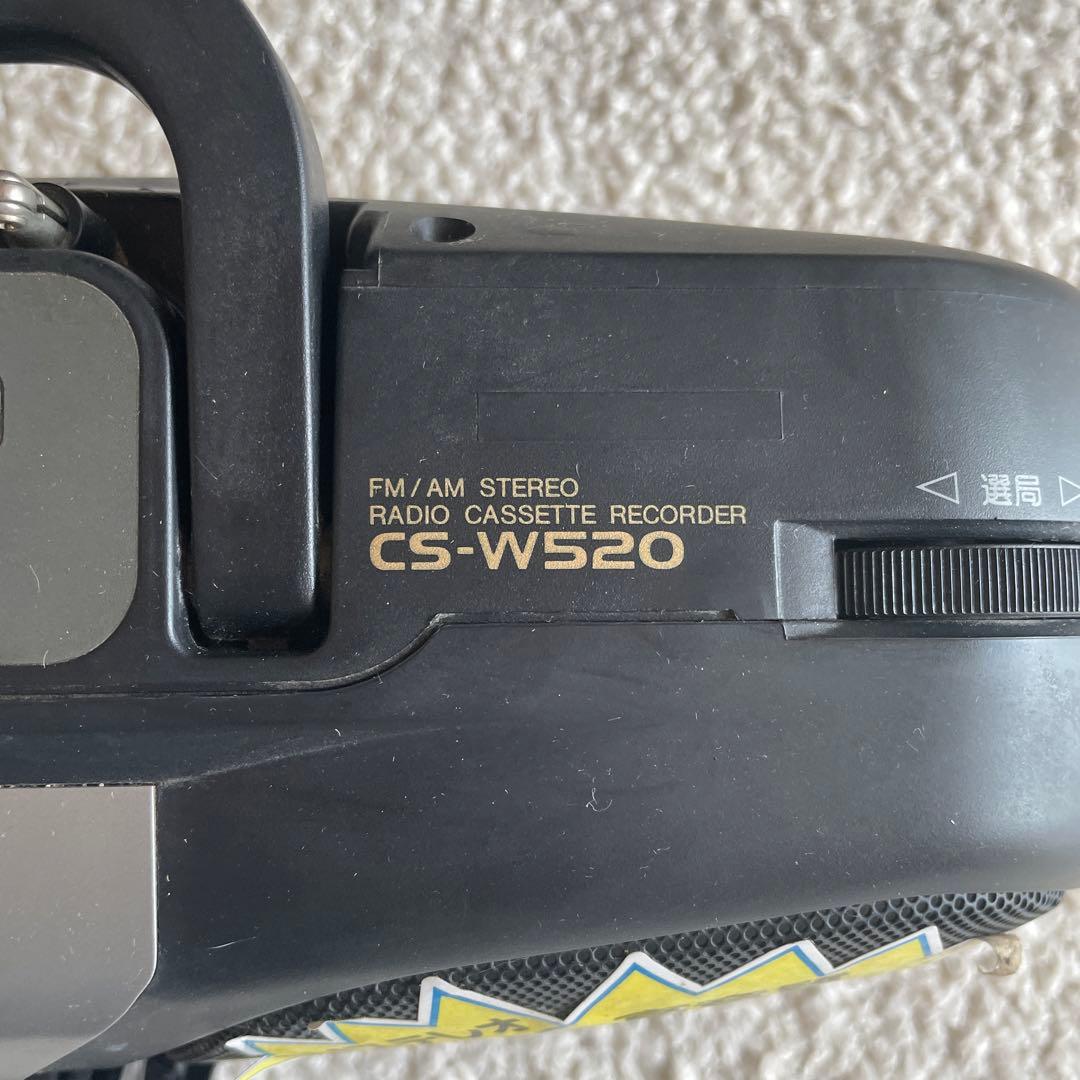 FM/AM STEREO
RADIO CASSETTE RECORDER
CS-W520
◁ 選局 ▷